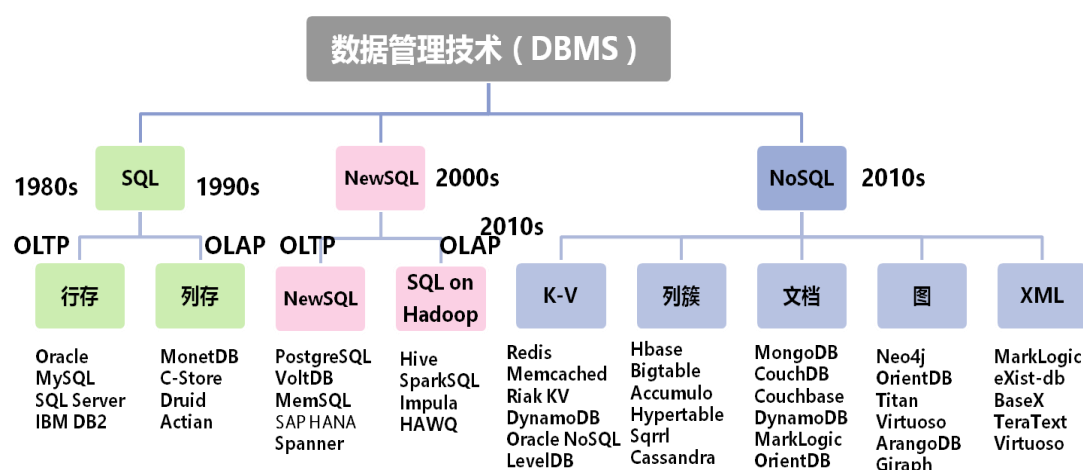 数据管理技术（DBMS）
SQL
NewSQL
NoSQL
1980s
1990s
2000s
2010s
2010s
OLTP
OLAP
OLTP
OLAP
行存
列存
NewSQL
SQL on
Hadoop
K-V
列簇
文档
图
XML
Oracle
MySQL
SQL Server
IBM DB2
MonetDB
C-Store
Druid
Actian
PostgreSQL
VoltDB
MemSQL
SAP HANA
Spanner
Hive
SparkSQL
Impula
HAWQ
Redis
Memcached
Riak KV
DynamoDB
Oracle NoSQL
LevelDB
Hbase
Bigtable
Accumulo
Hypertable
Sqrrl
Cassandra
MongoDB
CouchDB
Couchbase
DynamoDB
MarkLogic
OrientDB
Neo4j
OrientDB
Titan
Virtuoso
ArangoDB
Giraph
MarkLogic
eXist-db
BaseX
TeraText
Virtuoso